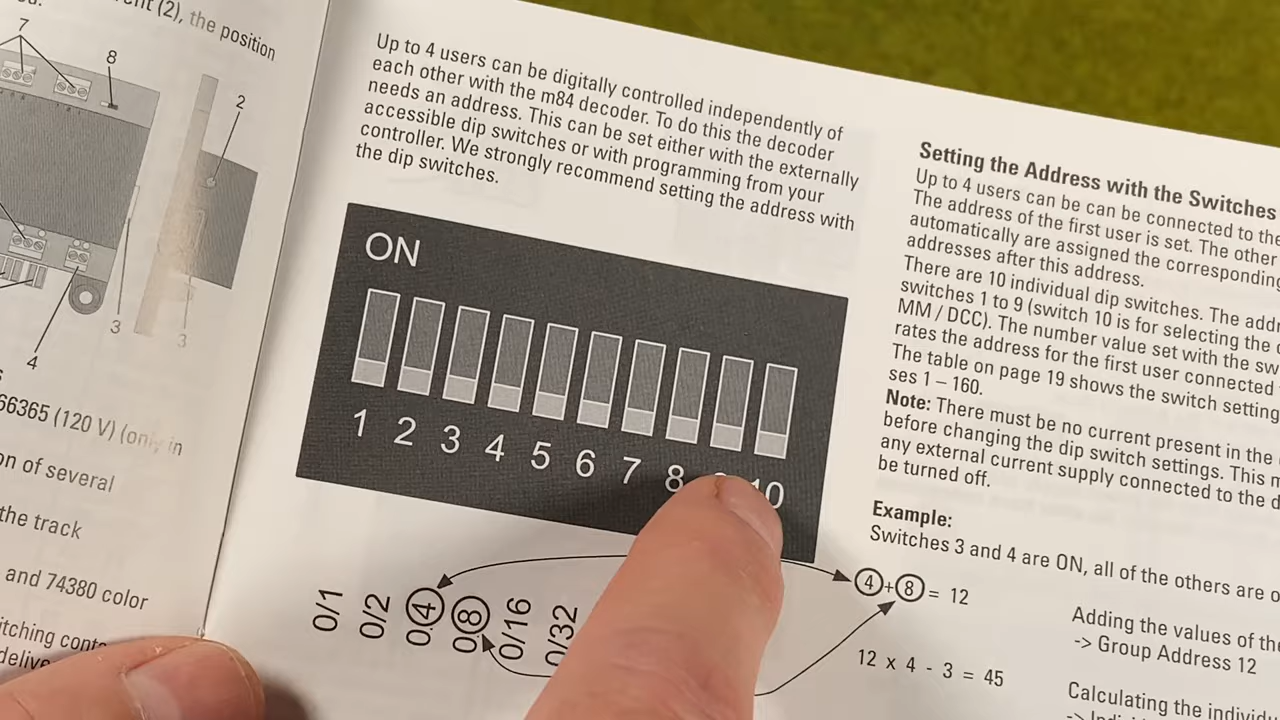 (2), the position
7
8
2
3
3
4
66365 (120 V) (only in
on of several
the track
and 74380 color
Up to 4 users can be digitally controlled independently of
each other with the m84 decoder. To do this the decoder
needs an address. This can be set either with the externally
accessible dip switches or with programming from your
controller. We strongly recommend setting the address with
the dip switches.
ON
1 2 3 4 5 6 7 8 10
0/1
0/2
0/4
0/8
0/16
0/32
4 + 8 = 12
12 x 4 - 3 = 45
Setting the Address with the Switches
Up to 4 users can be can be connected to the
The address of the first user is set. The other
automatically are assigned the corresponding
addresses after this address.
There are 10 individual dip switches. The
switches 1 to 9 (switch 10 is for selecting the
MM / DCC). The number value set with the
rates the address for the first user connected
The table on page 19 shows the switch
ses 1 – 160.
Note: There must be no current present in the
before changing the dip switch settings. This
any external current supply connected to the
be turned off.
Example:
Switches 3 and 4 are ON, all of the others are
Adding the values of the
-> Group Address 12
Calculating the
->